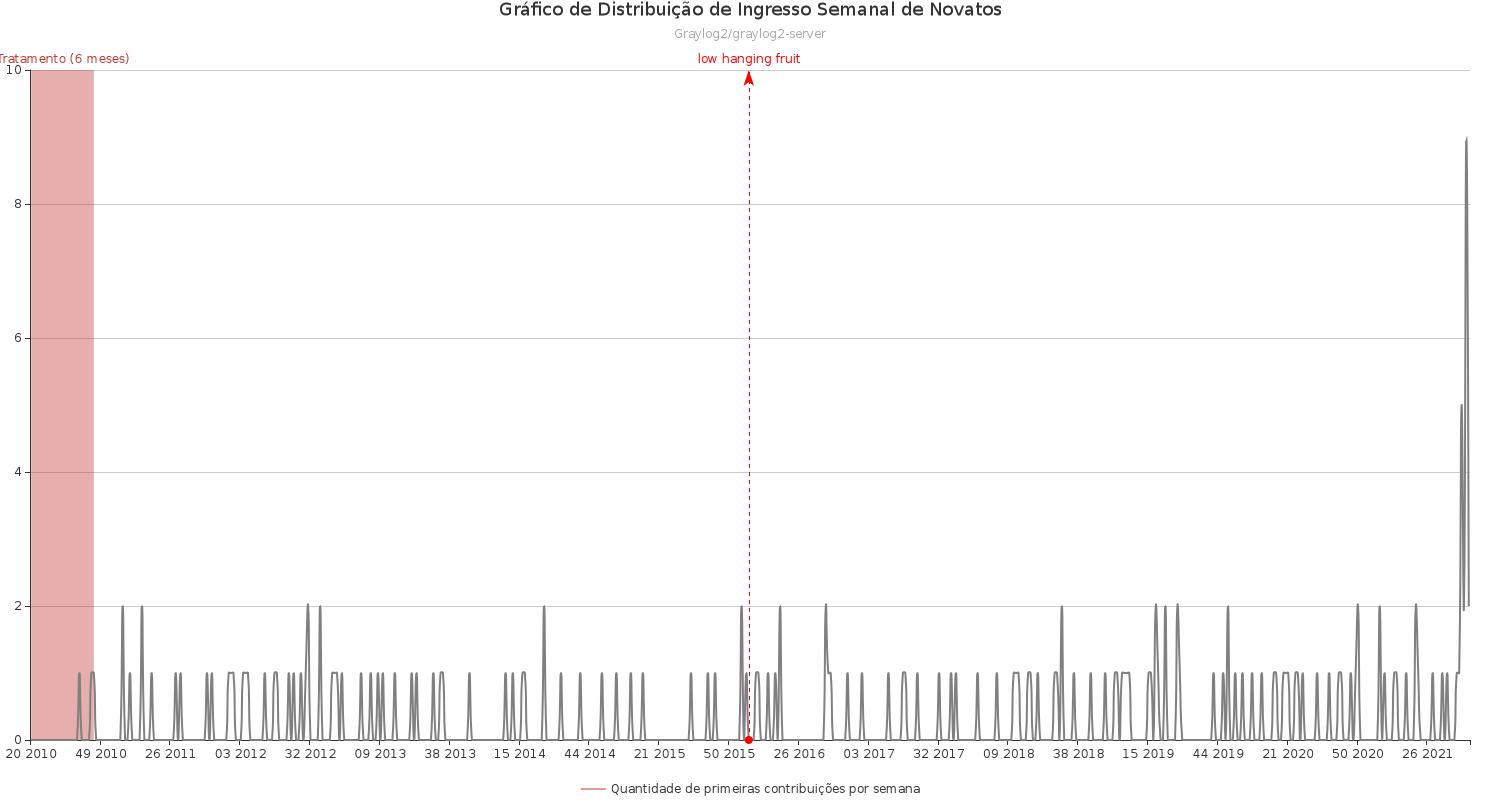 Gráfico de Distribuição de Ingresso Semanal de Novatos
Graylog2/graylog2-server
Tratamento (6 meses)
low hanging fruit
10
8
6
4
2
0
20 2010 49 2010 26 2011 03 2012 32 2012 09 2013 38 2013 15 2014 44 2014 21 2015 50 2015 26 2016 03 2017 32 2017 09 2018 38 2018 15 2019 44 2019 21 2020 50 2020 26 2021
Quantidade de primeiras contribuições por semana